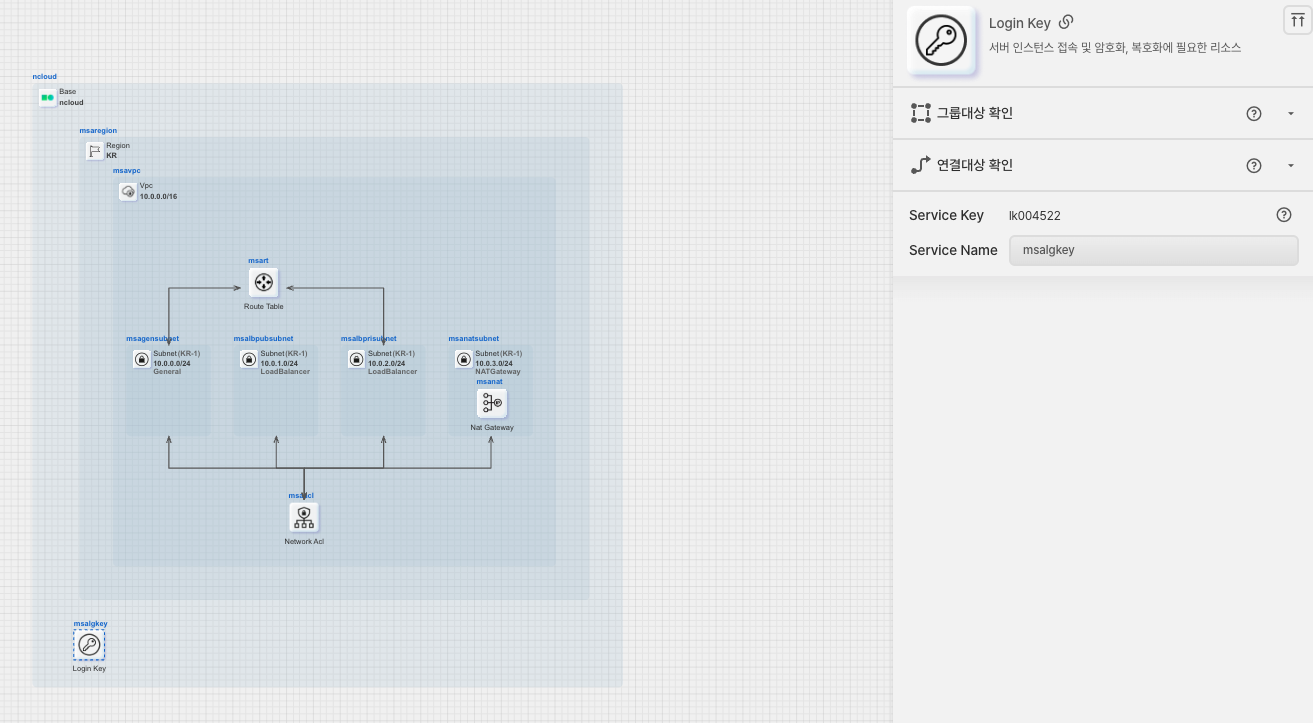 ncloud
Base
ncloud
msaregion
Region
KR
msavpc
Vpc
10.0.0.0/16
msart
Route Table
msagensubnet
Subnet(KR-1)
10.0.0.0/24
General
msalbpubsubnet
Subnet(KR-1)
10.0.1.0/24
LoadBalancer
msalbprisubnet
Subnet(KR-1)
10.0.2.0/24
LoadBalancer
msanatsubnet
Subnet(KR-1)
10.0.3.0/24
NATGateway
msanat
Nat Gateway
msaacl
Network Acl
msalgkey
Login Key
Login Key
서버 인스턴스 접속 및 암호화, 복호화에 필요한 리소스
그룹대상 확인
연결대상 확인
Service Key lk004522
Service Name msalgkey